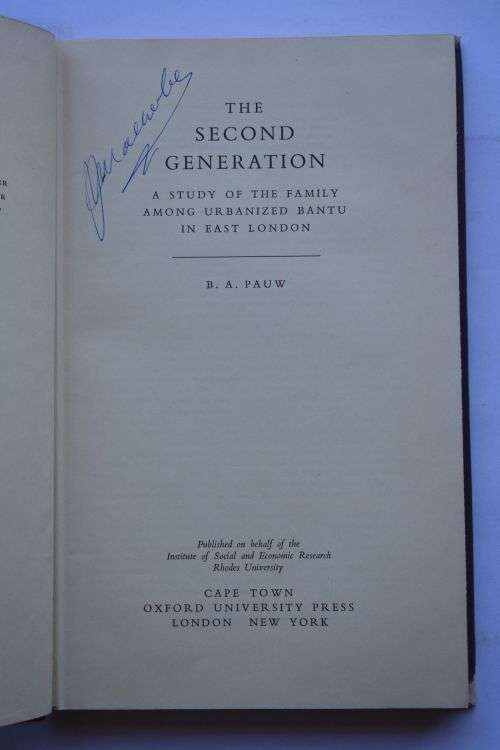 THE
SECOND
GENERATION
A STUDY OF THE FAMILY
AMONG URBANIZED BANTU
IN EAST LONDON
B. A. PAUW
Published on behalf of the
Institute of Social and Economic Research
Rhodes University
CAPE TOWN
OXFORD UNIVERSITY PRESS
LONDON NEW YORK